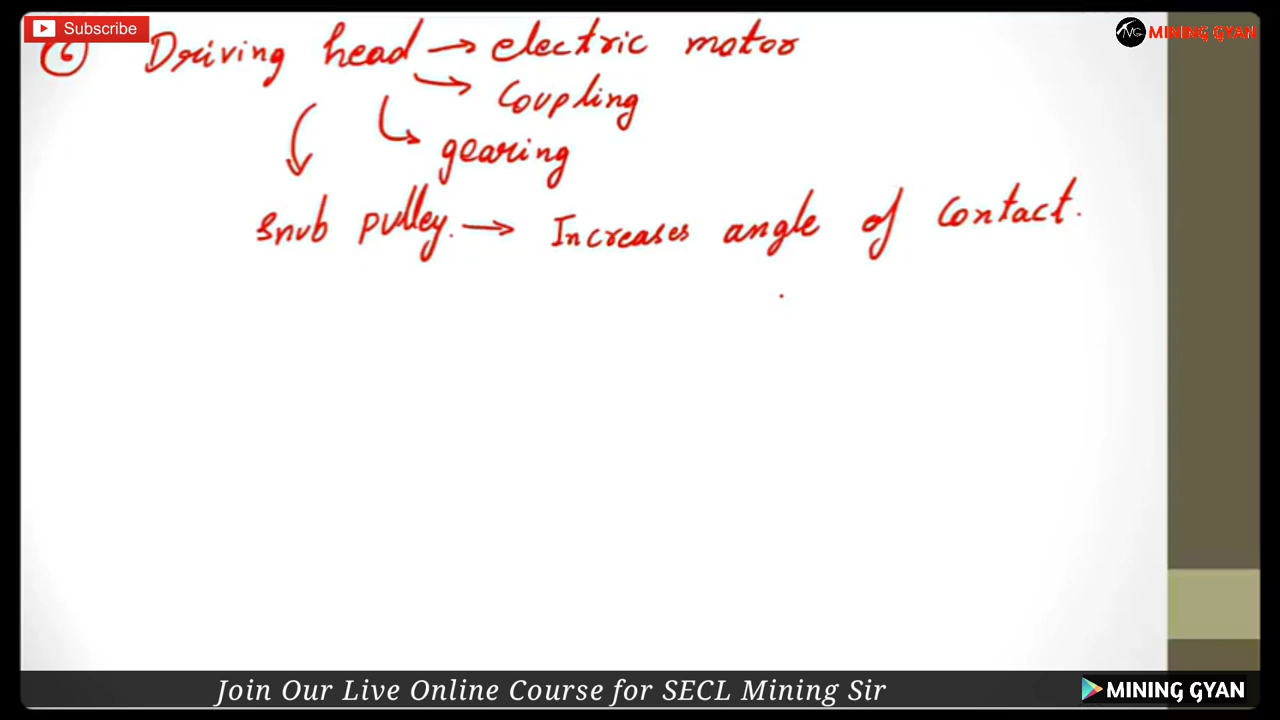 Subscribe
MINING GYAN
6 Driving head → electric motor
→ Coupling
→ gearing
Snub pulley. → Increases angle of contact.
Join Our Live Online Course for SECL Mining Sir
MINING GYAN